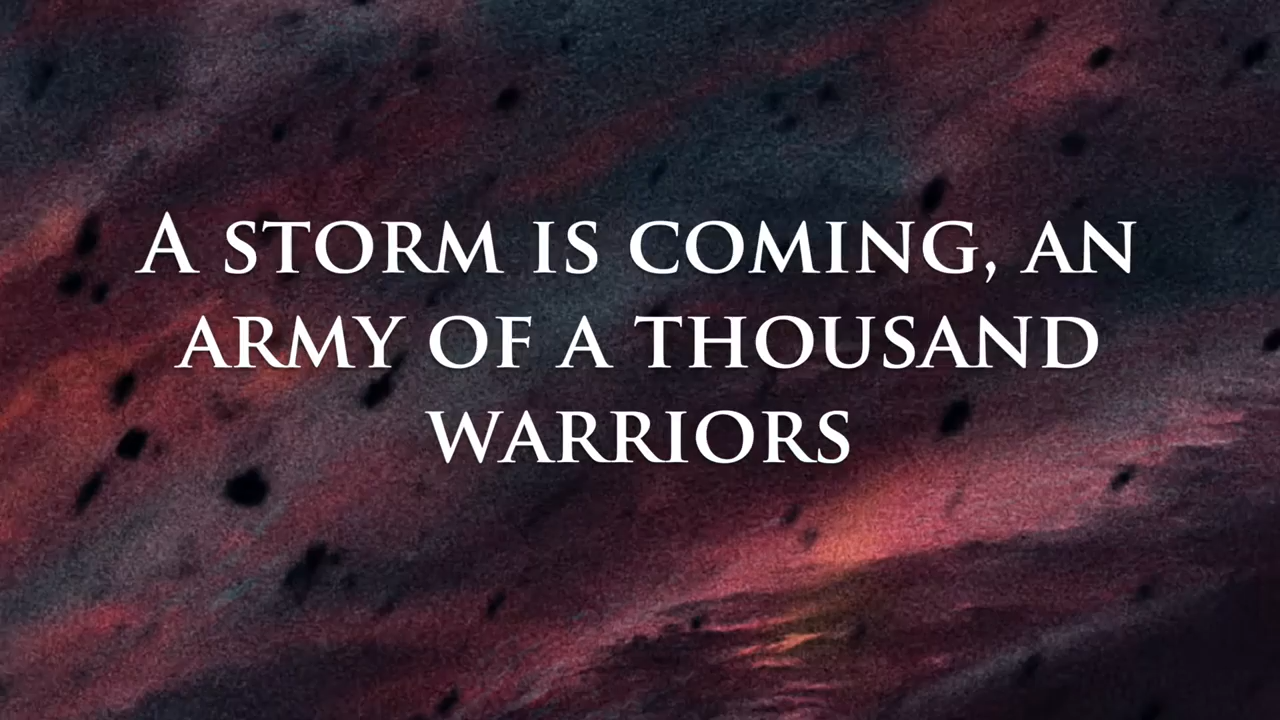 A STORM IS COMING, AN
ARMY OF A THOUSAND
WARRIORS